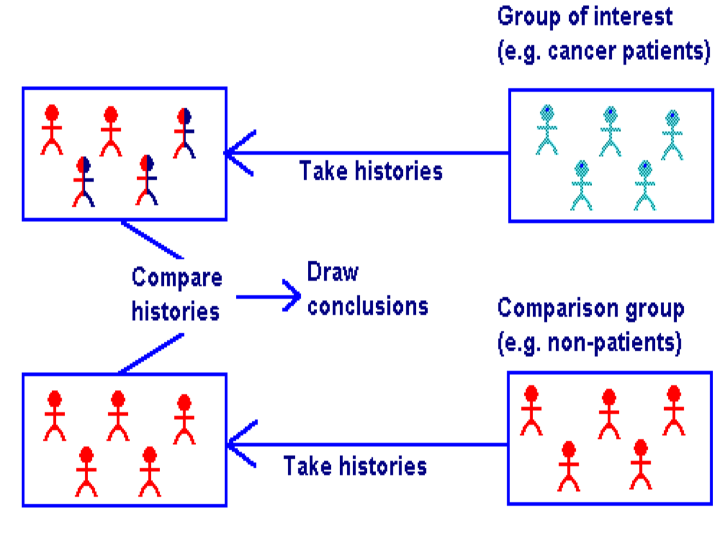 Group of interest
(e.g. cancer patients)
Take histories
Compare
histories
Draw
conclusions
Comparison group
(e.g. non-patients)
Take histories